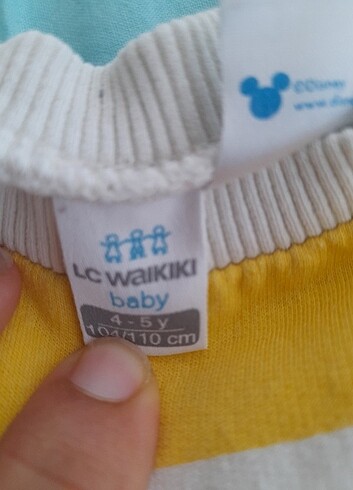 ©Disney
LC WAIKIKI
baby
4 - 5 y
104/110 cm